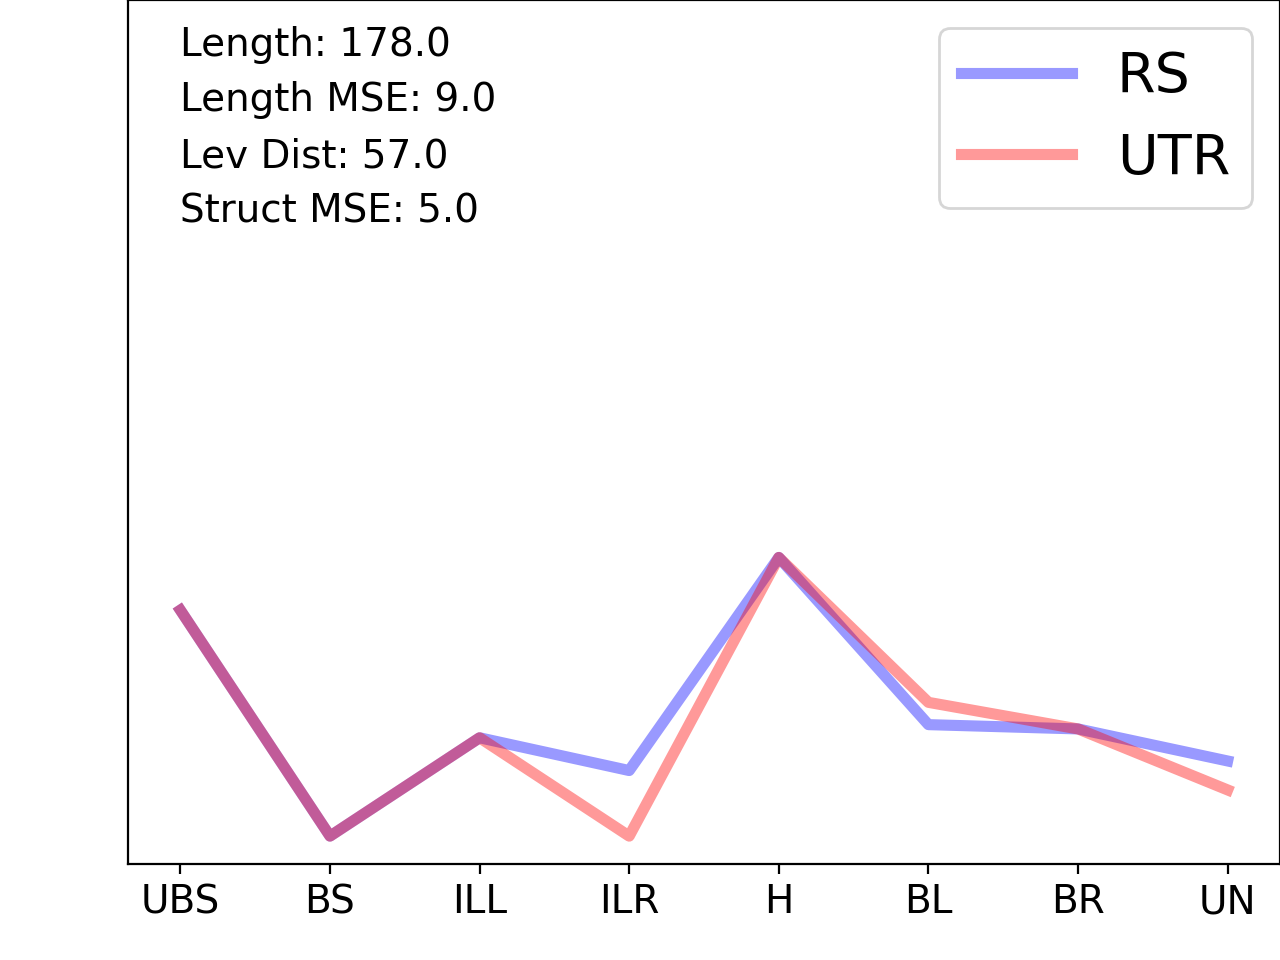 Length: 178.0
Length MSE: 9.0
Lev Dist: 57.0
Struct MSE: 5.0
RS
UTR
UBS BS ILL ILR H BL BR UN